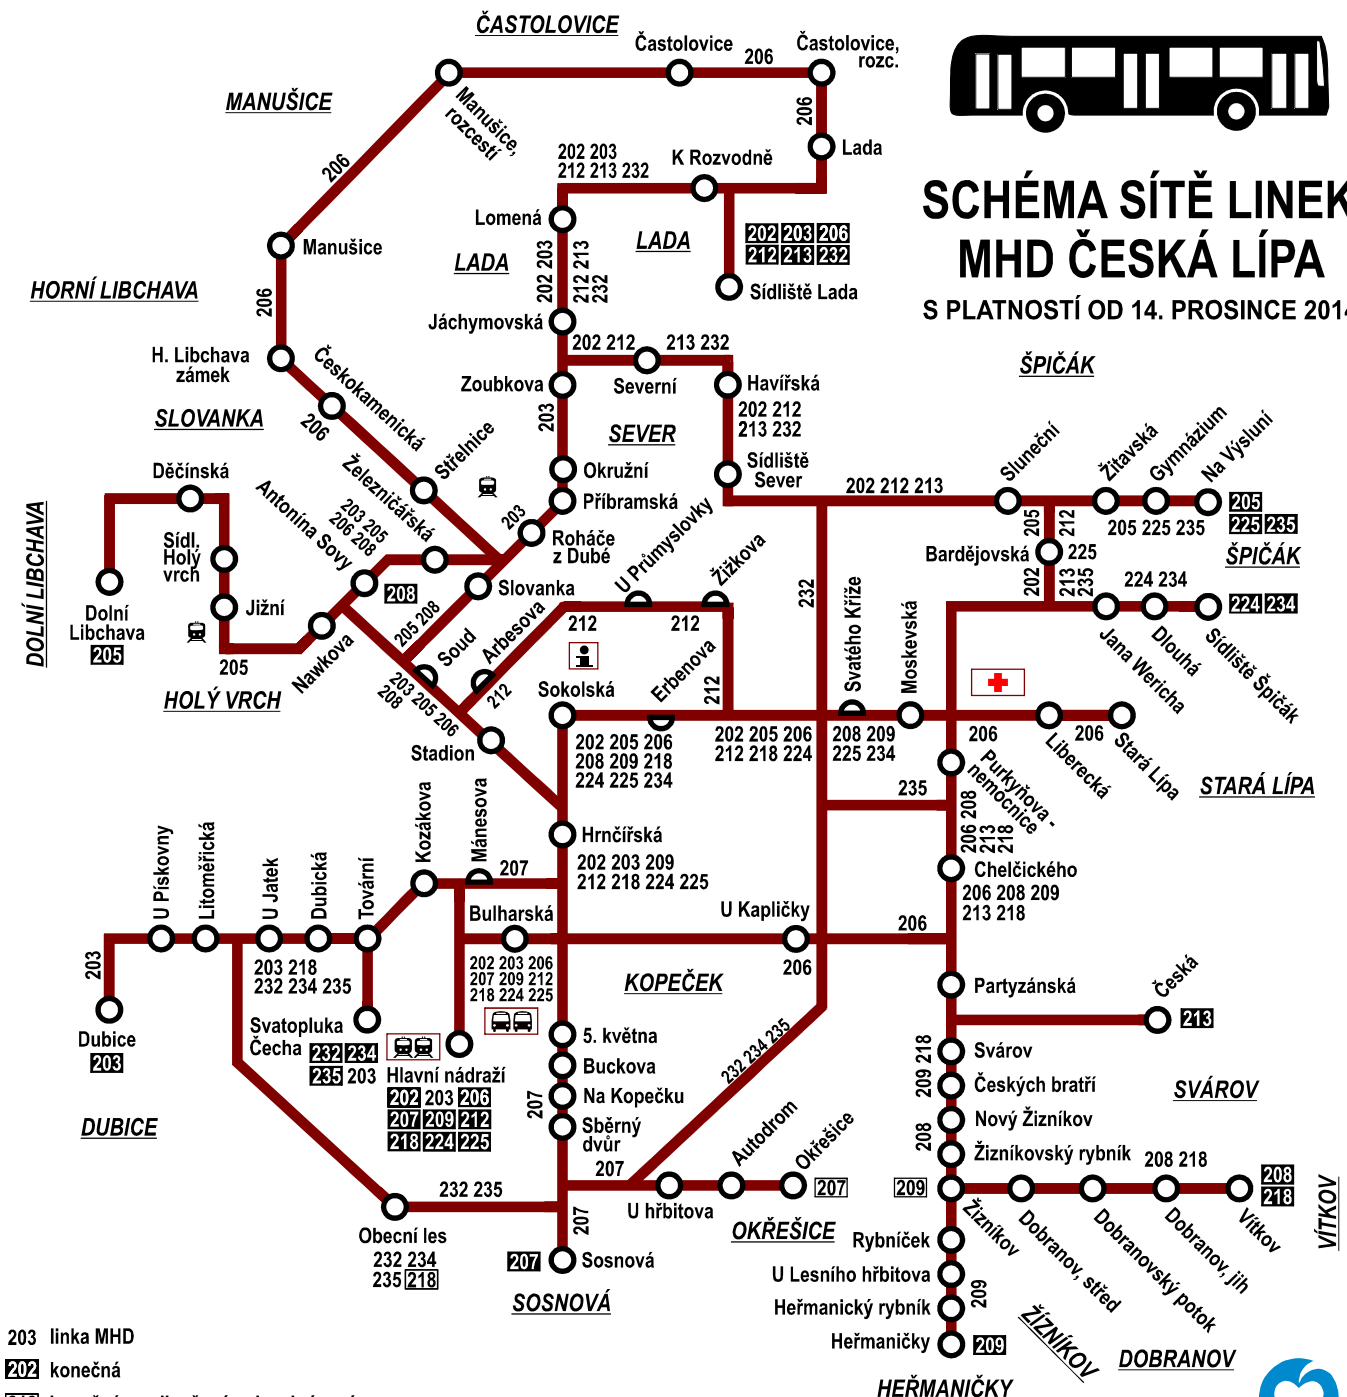 ČASTOLOVICE
Častolovice
206
Častolovice,
rozc.
MANUŠICE
Manušice,
rozcestí
206
206
Lada
K Rozvodně
202 203
212 213 232
SCHÉMA SÍTĚ LINEK
MHD ČESKÁ LÍPA
S PLATNOSTÍ OD 14. PROSINCE 2014
Lomená
LADA
202 203 206
212 213 232
Sídliště Lada
Manušice
LADA
202 203
212 213
232
HORNÍ LIBCHAVA
206
Jáchymovská
202 212
213 232
Severní
H. Libchava
zámek
Českokamenická
206
Zoubkova
203
Havířská
202 212
213 232
ŠPIČÁK
SLOVANKA
SEVER
Střelnice
Železničářská
Okružní
Příbramská
Sídliště
Sever
202 212 213
Sluneční
Žitavská
Gymnázium
Na Výsluní
205
225 235
205 225 235
ŠPIČÁK
205
212
Bardějovská
225
202
213
235
224 234
224 234
Jana Wericha
Dlouhá
Sídliště Špičák
Děčínská
Antonína Sovy
203 205
206 208
203
Roháče
z Dubé
Sídl.
Holý
vrch
DOLNÍ LIBCHAVA
Dolní
Libchava
205
Jižní
205
208
Nawkova
HOLÝ VRCH
Slovanka
205 208
Soud
Arbesova
U Průmyslovky
Žižkova
212
212
212
212
203 205 206
208
Stadion
Sokolská
Erbenova
232
Svatého Kříže
Moskevská
202 205 206
208 209 218
224 225 234
202 205 206
212 218 224
208 209
225 234
206
Liberecká
206
Stará Lípa
STARÁ LÍPA
Purkyňova -
nemocnice
235
206 208
213
218
Kozákova
Mánesova
207
Hrnčířská
202 203 209
212 218 224 225
Chelčického
206 208 209
213 218
U Pískovny
Litoměřická
U Jatek
Dubická
Tovární
Bulharská
U Kapličky
206
206
203
203 218
232 234 235
202 203 206
207 209 212
218 224 225
KOPEČEK
Partyzánská
Česká
213
Dubice
203
Svatopluka
Čecha
232 234
235 203
Hlavní nádraží
202 203 206
207 209 212
218 224 225
5. května
Buckova
Na Kopečku
Sběrný
dvůr
207
232 234 235
Svárov
209 218
Českých bratří
SVÁROV
Nový Žizníkov
208
Žizníkovský rybník
DUBICE
207
Autodrom
Okřešice
207
U hřbitova
OKŘEŠICE
209
208 218
208
218
Žizníkov
Dobranov, střed
Dobranovský potok
Dobranov, jih
Vítkov
VÍTKOV
232 235
Obecní les
232 234
235 218
207
207
Sosnová
SOSNOVÁ
Rybníček
U Lesního hřbitova
209
Heřmanický rybník
Heřmaničky
209
ŽÍZNÍKOV
DOBRANOV
HEŘMANIČKY
203 linka MHD
202 konečná